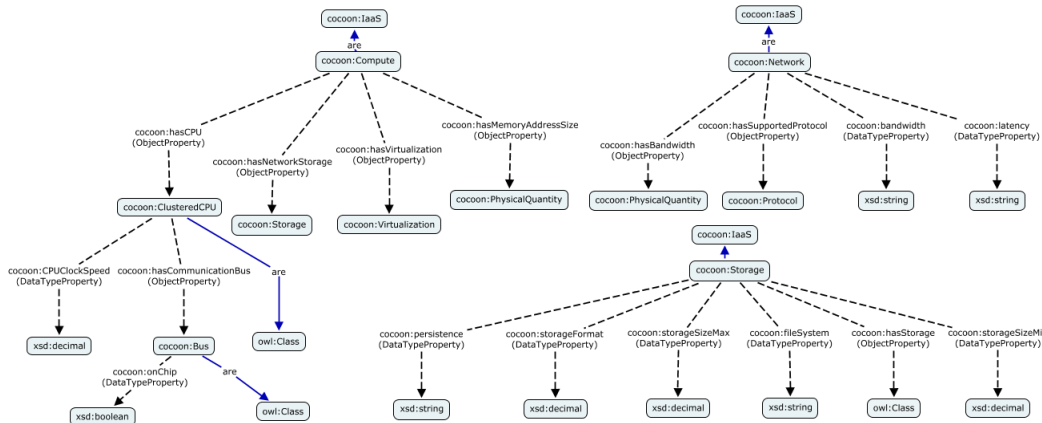 cocoon:IaaS
are
cocoon:Compute
cocoon:hasCPU
(ObjectProperty)
cocoon:hasNetworkStorage
(ObjectProperty)
cocoon:hasVirtualization
(ObjectProperty)
cocoon:hasMemoryAddressSize
(ObjectProperty)
cocoon:ClusteredCPU
cocoon:Storage
cocoon:Virtualization
cocoon:PhysicalQuantity
cocoon:CPUClockSpeed
(DataTypeProperty)
cocoon:hasCommunicationBus
(ObjectProperty)
are
xsd:decimal
cocoon:Bus
owl:Class
cocoon:onChip
(DataTypeProperty)
are
xsd:boolean
owl:Class
cocoon:IaaS
are
cocoon:Network
cocoon:hasBandwidth
(ObjectProperty)
cocoon:hasSupportedProtocol
(ObjectProperty)
cocoon:bandwidth
(DataTypeProperty)
cocoon:latency
(DataTypeProperty)
cocoon:PhysicalQuantity
cocoon:Protocol
xsd:string
xsd:string
cocoon:IaaS
cocoon:Storage
cocoon:persistence
(DataTypeProperty)
cocoon:storageFormat
(DataTypeProperty)
cocoon:storageSizeMax
(DataTypeProperty)
cocoon:fileSystem
(DataTypeProperty)
cocoon:hasStorage
(ObjectProperty)
cocoon:storageSizeMi
(DataTypeProperty)
xsd:string
xsd:decimal
xsd:decimal
xsd:string
owl:Class
xsd:decimal